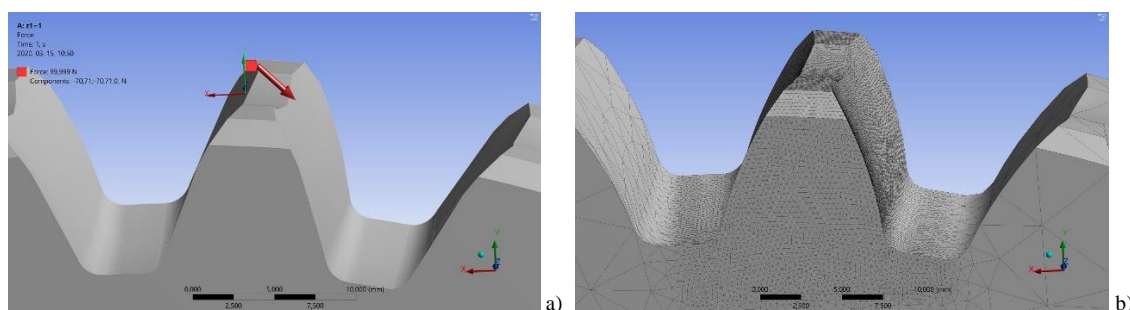 A: z1=1
Force
Time: 1, s
2020. 03. 15. 10:50
Force: 99,999 N
Components: -70,71;-70,71;0, N
Y
X
Y
X
Z
0,000
2,500
5,000
7,500
10,000 (mm)
a)
Y
X
Z
0,000
2,500
5,000
7,500
10,000 (mm)
b)